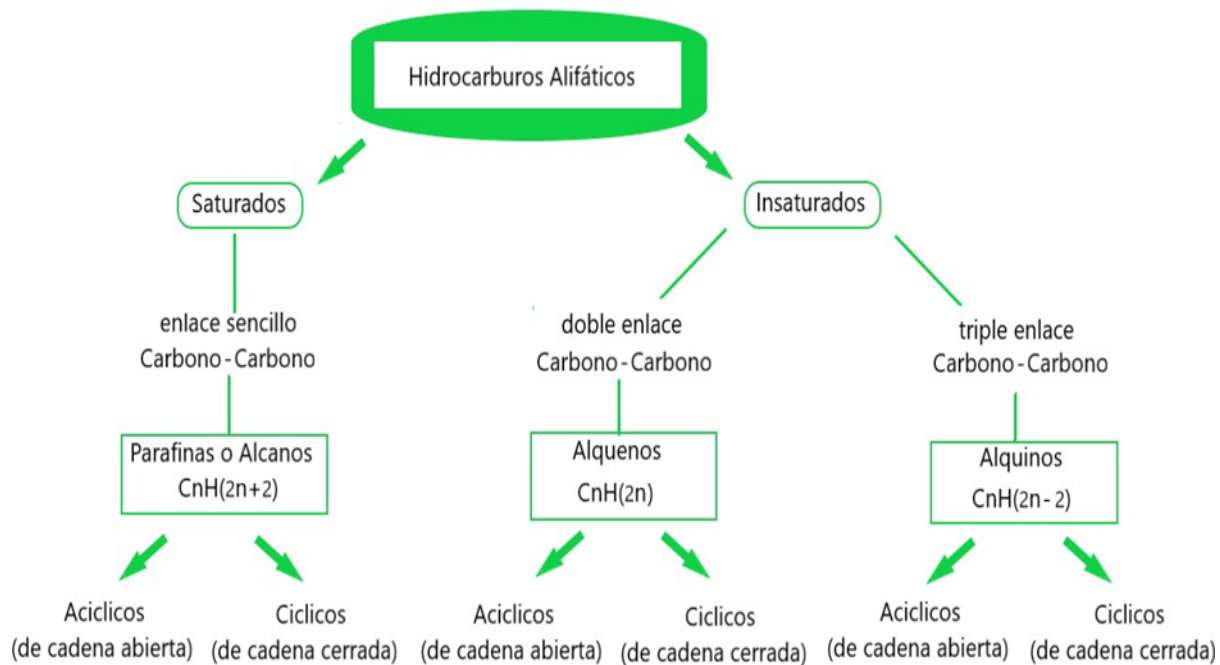 Hidrocarburos Alifáticos
Saturados
Insaturados
enlace sencillo
Carbono - Carbono
doble enlace
Carbono - Carbono
triple enlace
Carbono - Carbono
Parafinas o Alcanos
CnH(2n+2)
Alquenos
CnH(2n)
Alquinos
CnH(2n- 2)
Aciclicos
(de cadena abierta)
Ciclicos
(de cadena cerrada)
Aciclicos
(de cadena abierta)
Ciclicos
(de cadena cerrada)
Aciclicos
(de cadena abierta)
Ciclicos
(de cadena cerrada)